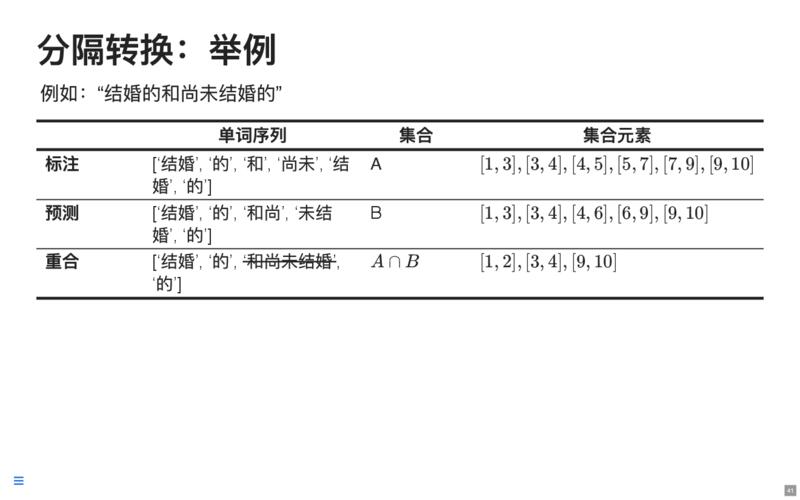 分隔转换：举例
例如：“结婚的和尚未结婚的”
单词序列 集合 集合元素
标注 ['结婚', '的', '和', '尚未', '结 A [1, 3], [3, 4], [4, 5], [5, 7], [7, 9], [9, 10]
婚', '的']
预测 ['结婚', '的', '和尚', '未结 B [1, 3], [3, 4], [4, 6], [6, 9], [9, 10]
婚', '的']
重合 ['结婚', '的', '和尚未结婚', A ∩ B [1, 2], [3, 4], [9, 10]
'的']
41